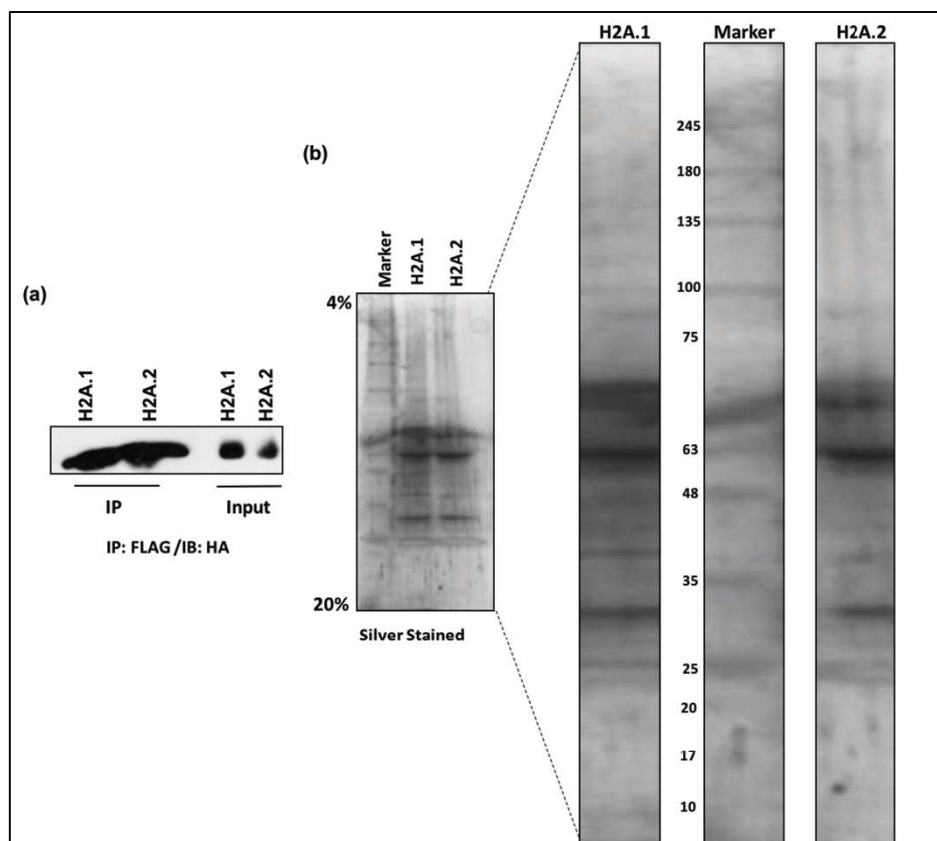 (a)
H2A.1
H2A.2
H2A.1
H2A.2
IP
Input
IP: FLAG/IB: HA
(b)
Marker
H2A.1
H2A.2
4%
20%
Silver Stained
H2A.1
Marker
H2A.2
245
180
135
100
75
63
48
35
25
20
17
10